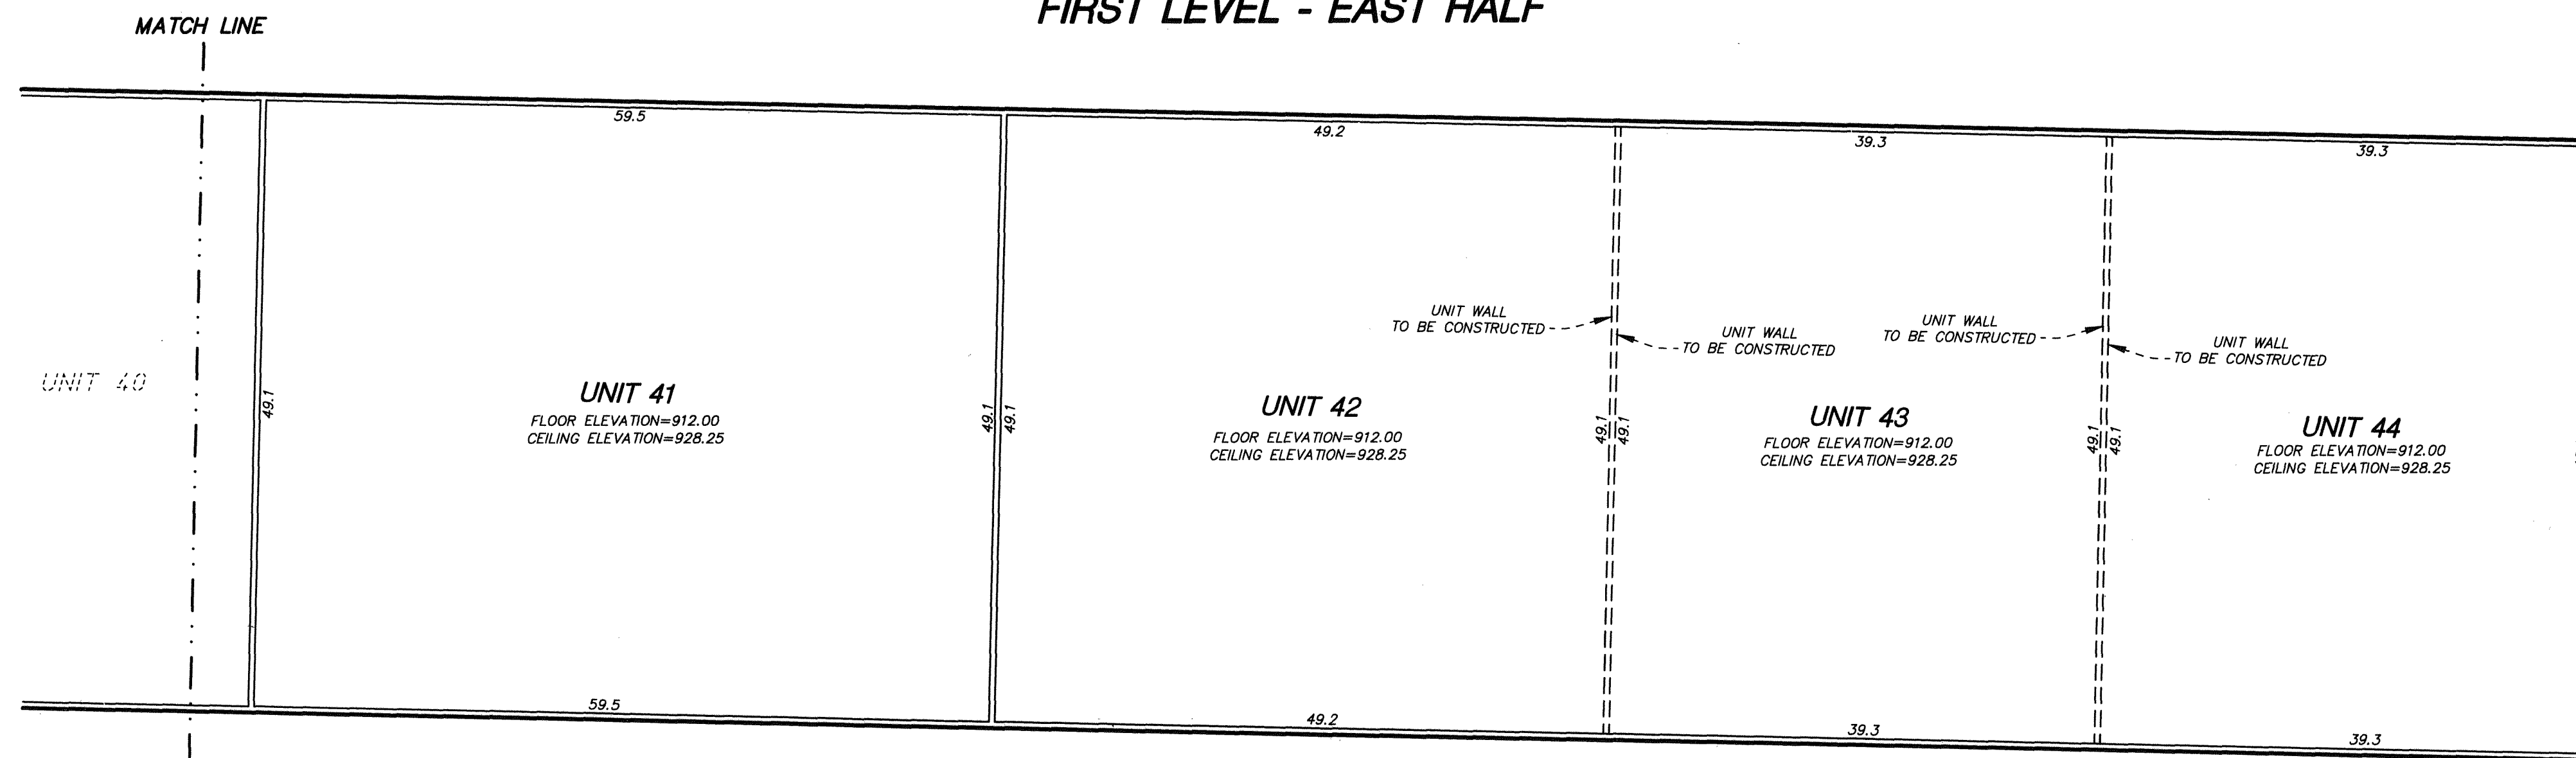 FIRST LEVEL - EAST HALF
MATCH LINE
59.5
49.2
39.3
39.3
UNIT WALL
TO BE CONSTRUCTED
UNIT WALL
TO BE CONSTRUCTED
UNIT WALL
TO BE CONSTRUCTED
UNIT WALL
TO BE CONSTRUCTED
UNIT 40
49.1
UNIT 41
FLOOR ELEVATION=912.00
CEILING ELEVATION=928.25
49.1
49.1
UNIT 42
FLOOR ELEVATION=912.00
CEILING ELEVATION=928.25
49.1
49.1
UNIT 43
FLOOR ELEVATION=912.00
CEILING ELEVATION=928.25
49.1
49.1
UNIT 44
FLOOR ELEVATION=912.00
CEILING ELEVATION=928.25
59.5
49.2
39.3
39.3